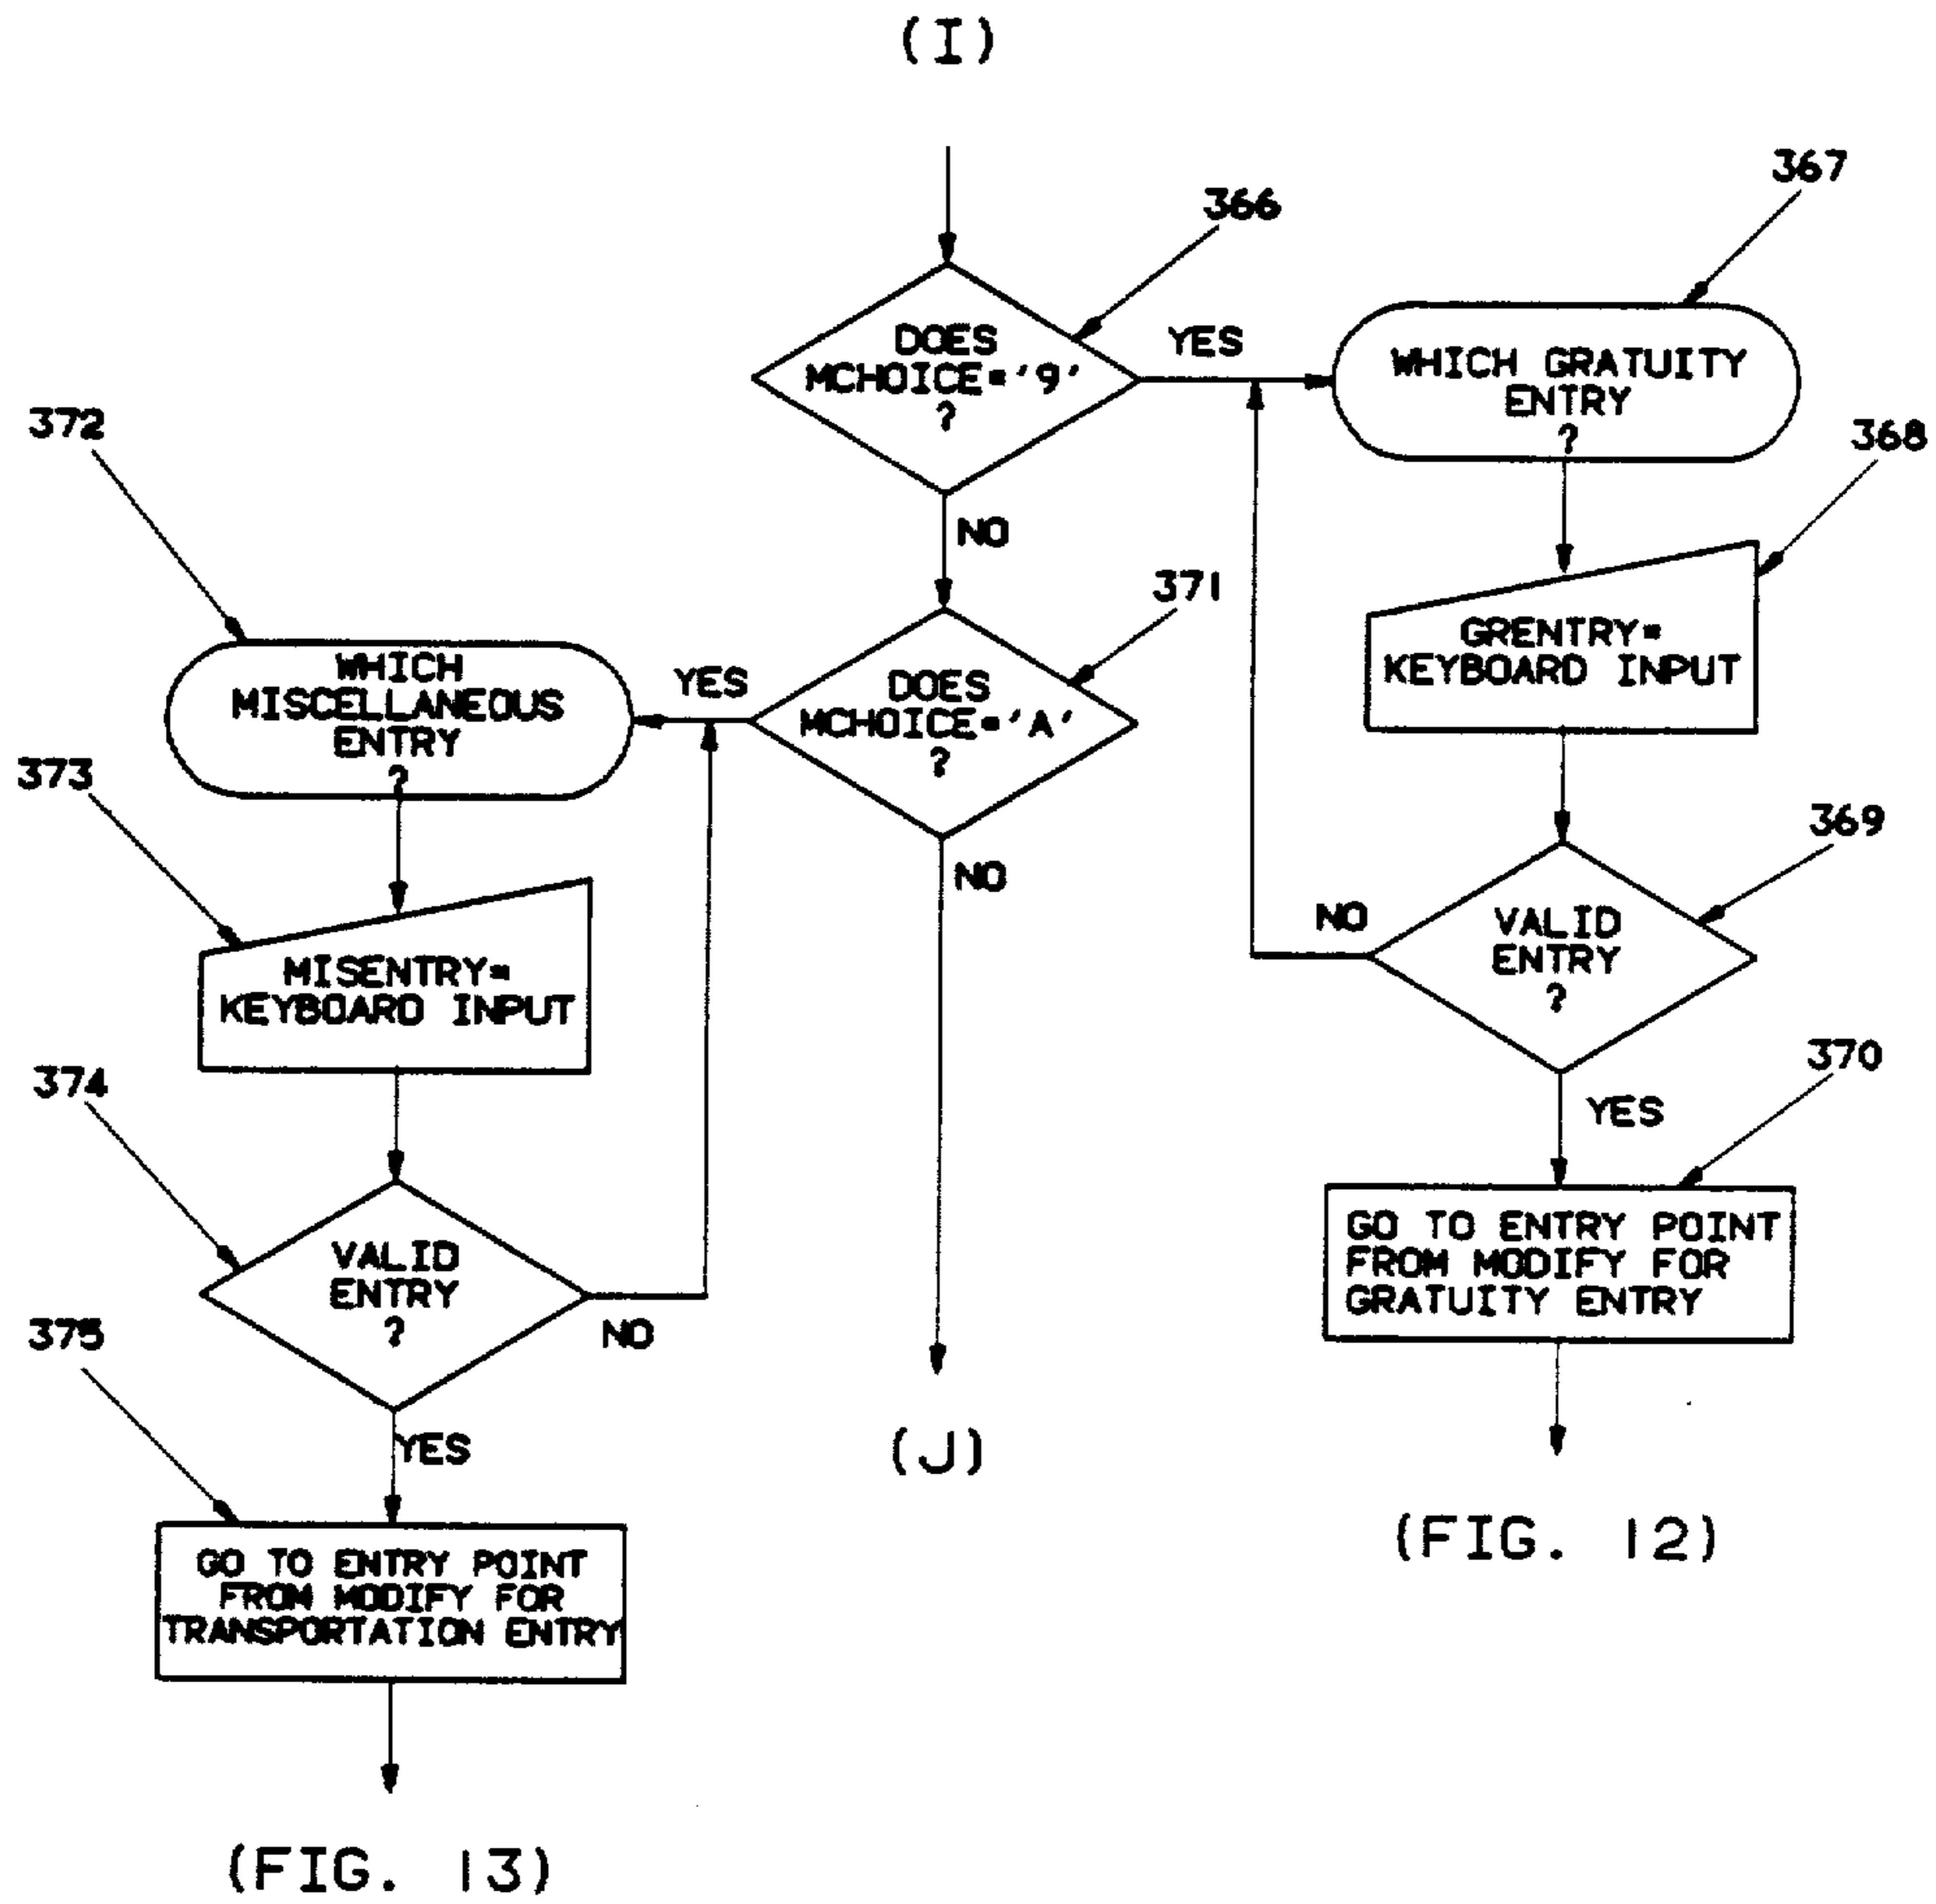 (I)
366
367
DOES
MCHOICE='9'
?
YES
WHICH GRATUITY
ENTRY
?
368
372
NO
371
GRENTRY=
KEYBOARD INPUT
WHICH
MISCELLANEOUS
ENTRY
?
YES
DOES
MCHOICE='A'
?
373
369
NO
NO
VALID
ENTRY
?
MISENTRY=
KEYBOARD INPUT
374
370
YES
VALID
ENTRY
?
NO
GO TO ENTRY POINT
FROM MODIFY FOR
GRATUITY ENTRY
375
YES
(J)
(FIG. 12)
GO TO ENTRY POINT
FROM MODIFY FOR
TRANSPORTATION ENTRY
(FIG. 13)